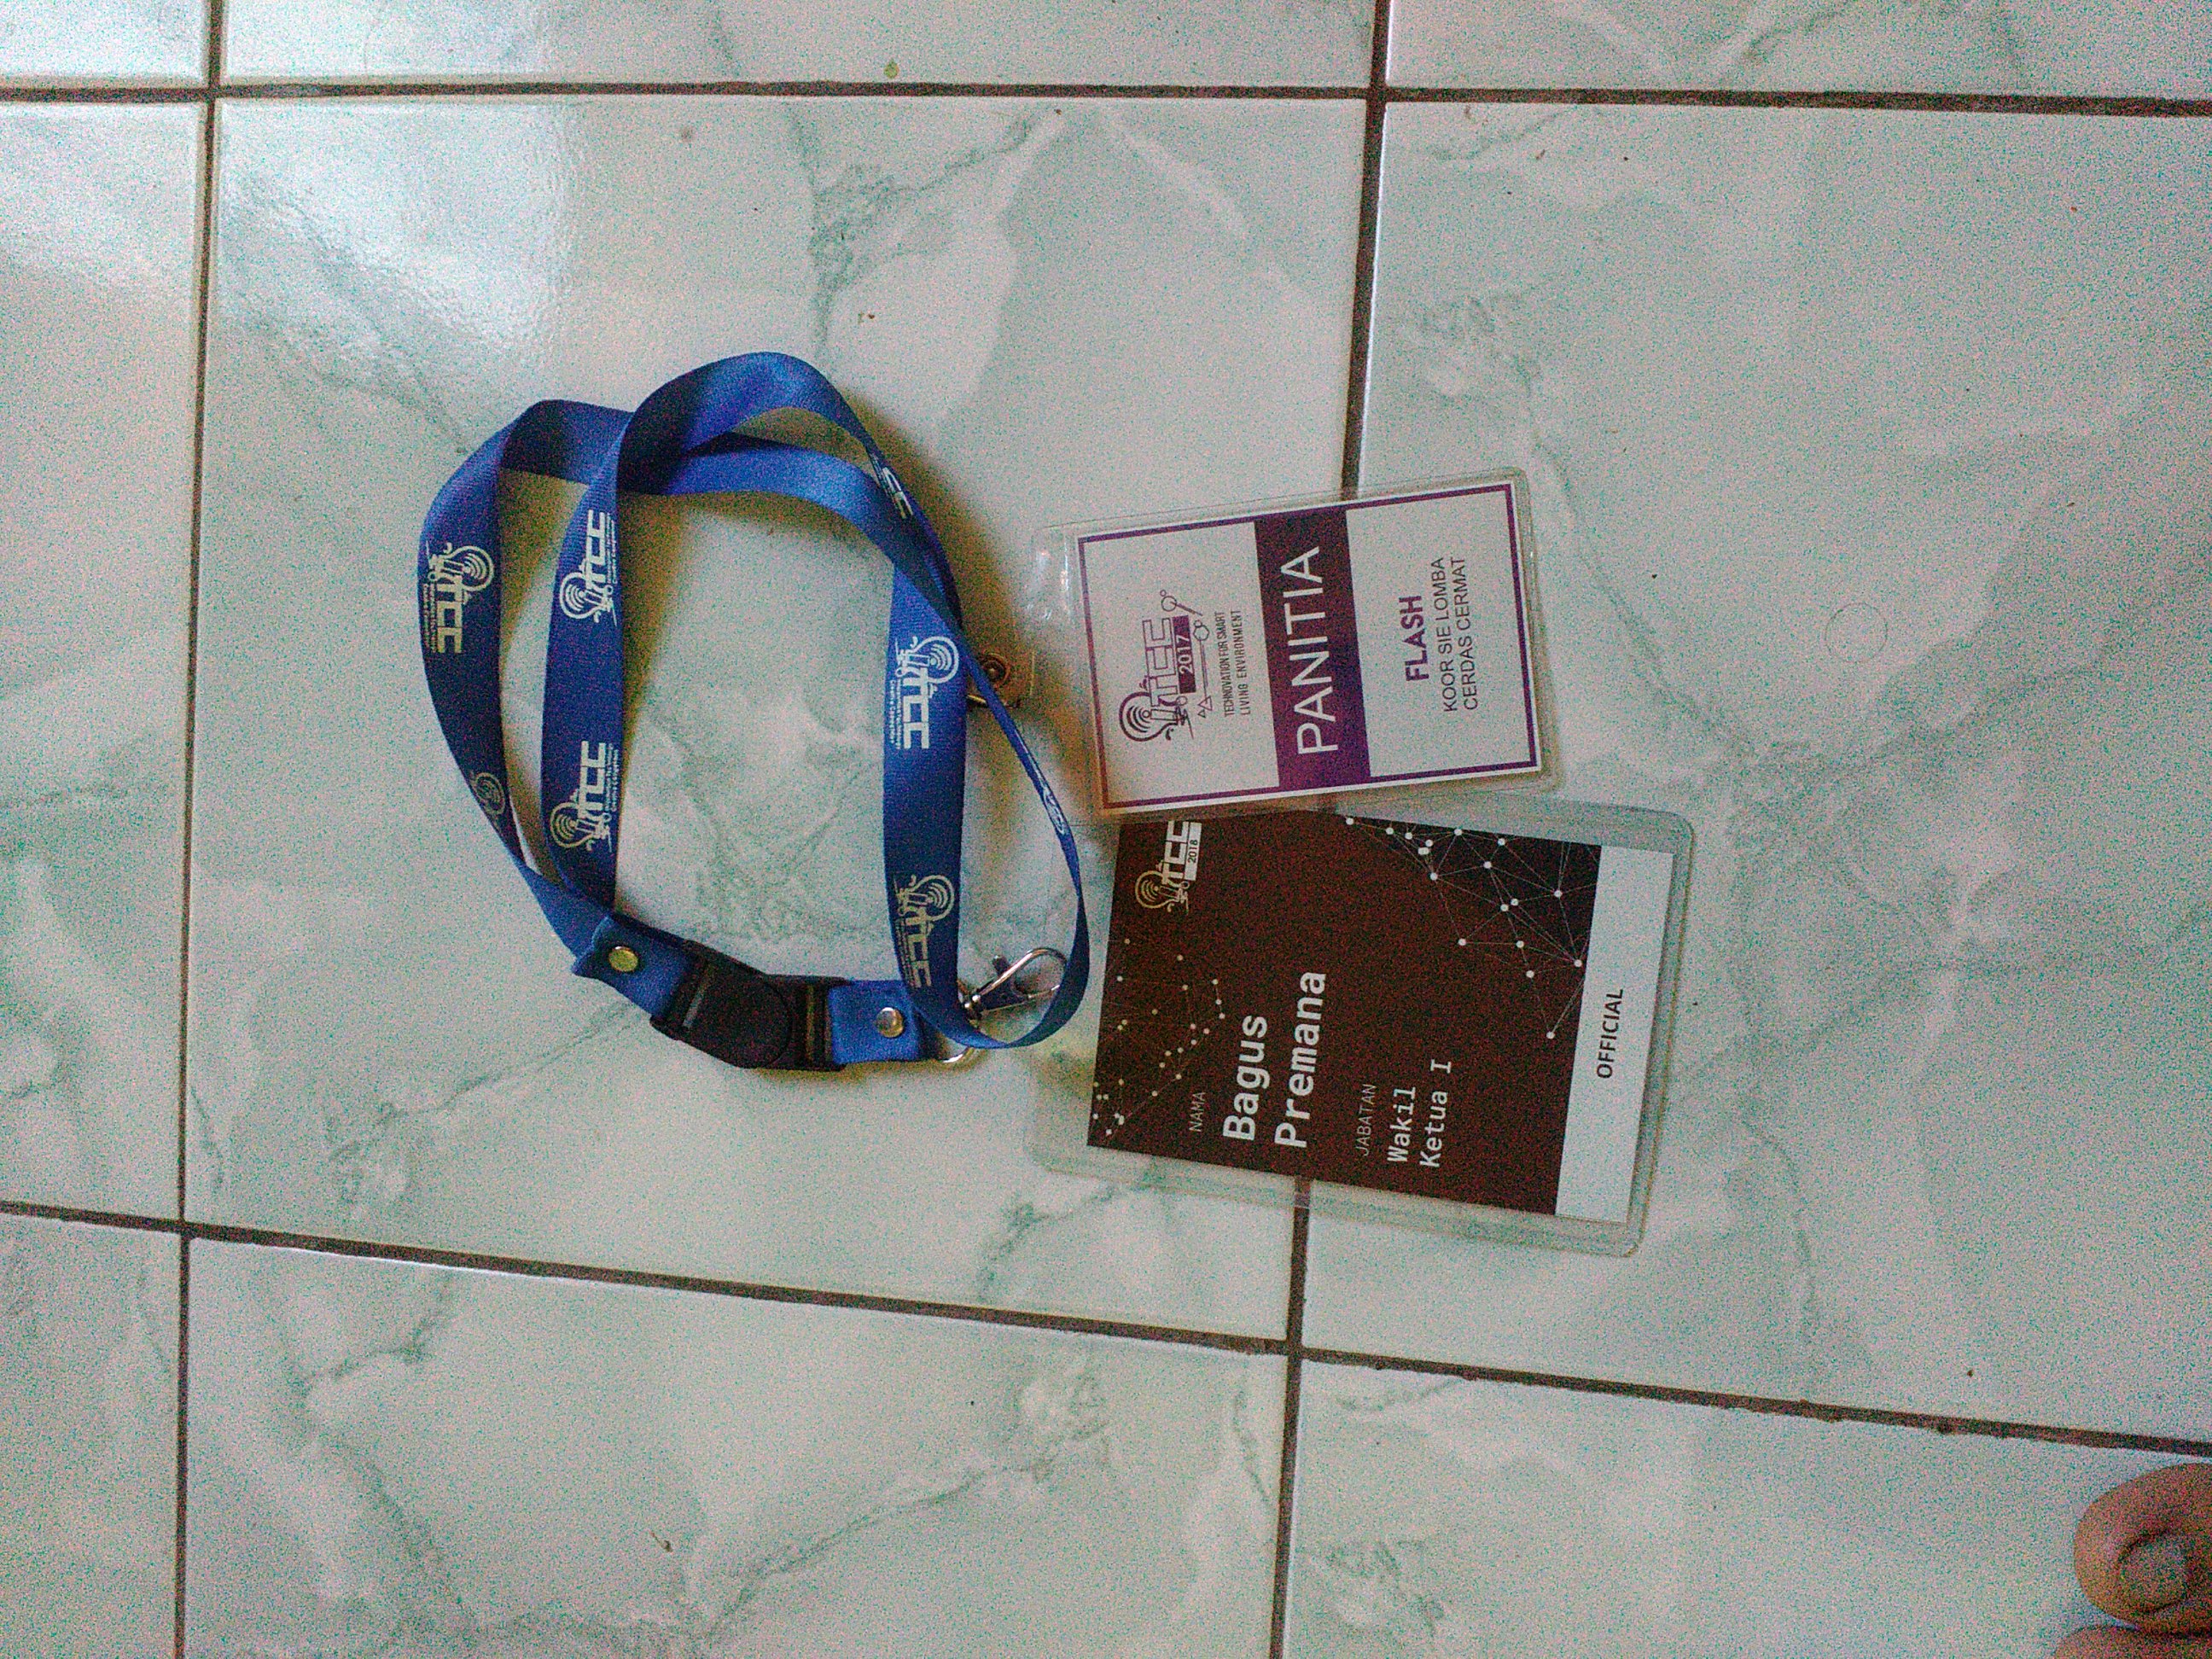 ITCC
ITCC
ITCC
ITCC
ITCC
ITCC
2017
TECHNOVATION FOR SMART
LIVING ENVIRONMENT
PANITIA
FLASH
KOOR SIE LOMBA
CERDAS CERMAT
ITCC
2018
NAMA
Bagus
Premana
JABATAN
Wakil
Ketua I
OFFICIAL